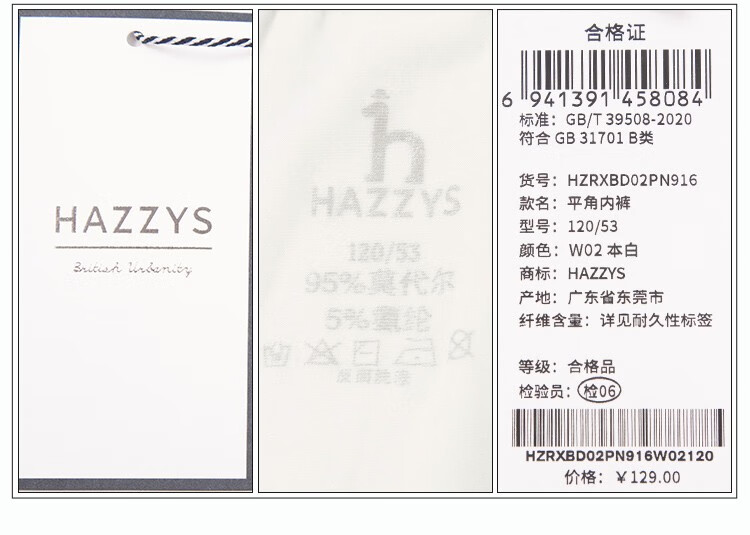 HAZZYS
British Urbanity
HAZZYS
120/53
95%莫代尔
5%氨纶
反面洗涤
合格证
6 941391 458084
标准：GB/T 39508-2020
符合 GB 31701 B类
货号：HZRXBD02PN916
款名：平角内裤
型号：120/53
颜色：W02 本白
商标：HAZZYS
产地：广东省东莞市
纤维含量：详见耐久性标签
等级：合格品
检验员：检06
HZRXBD02PN916W02120
价格：￥129.00